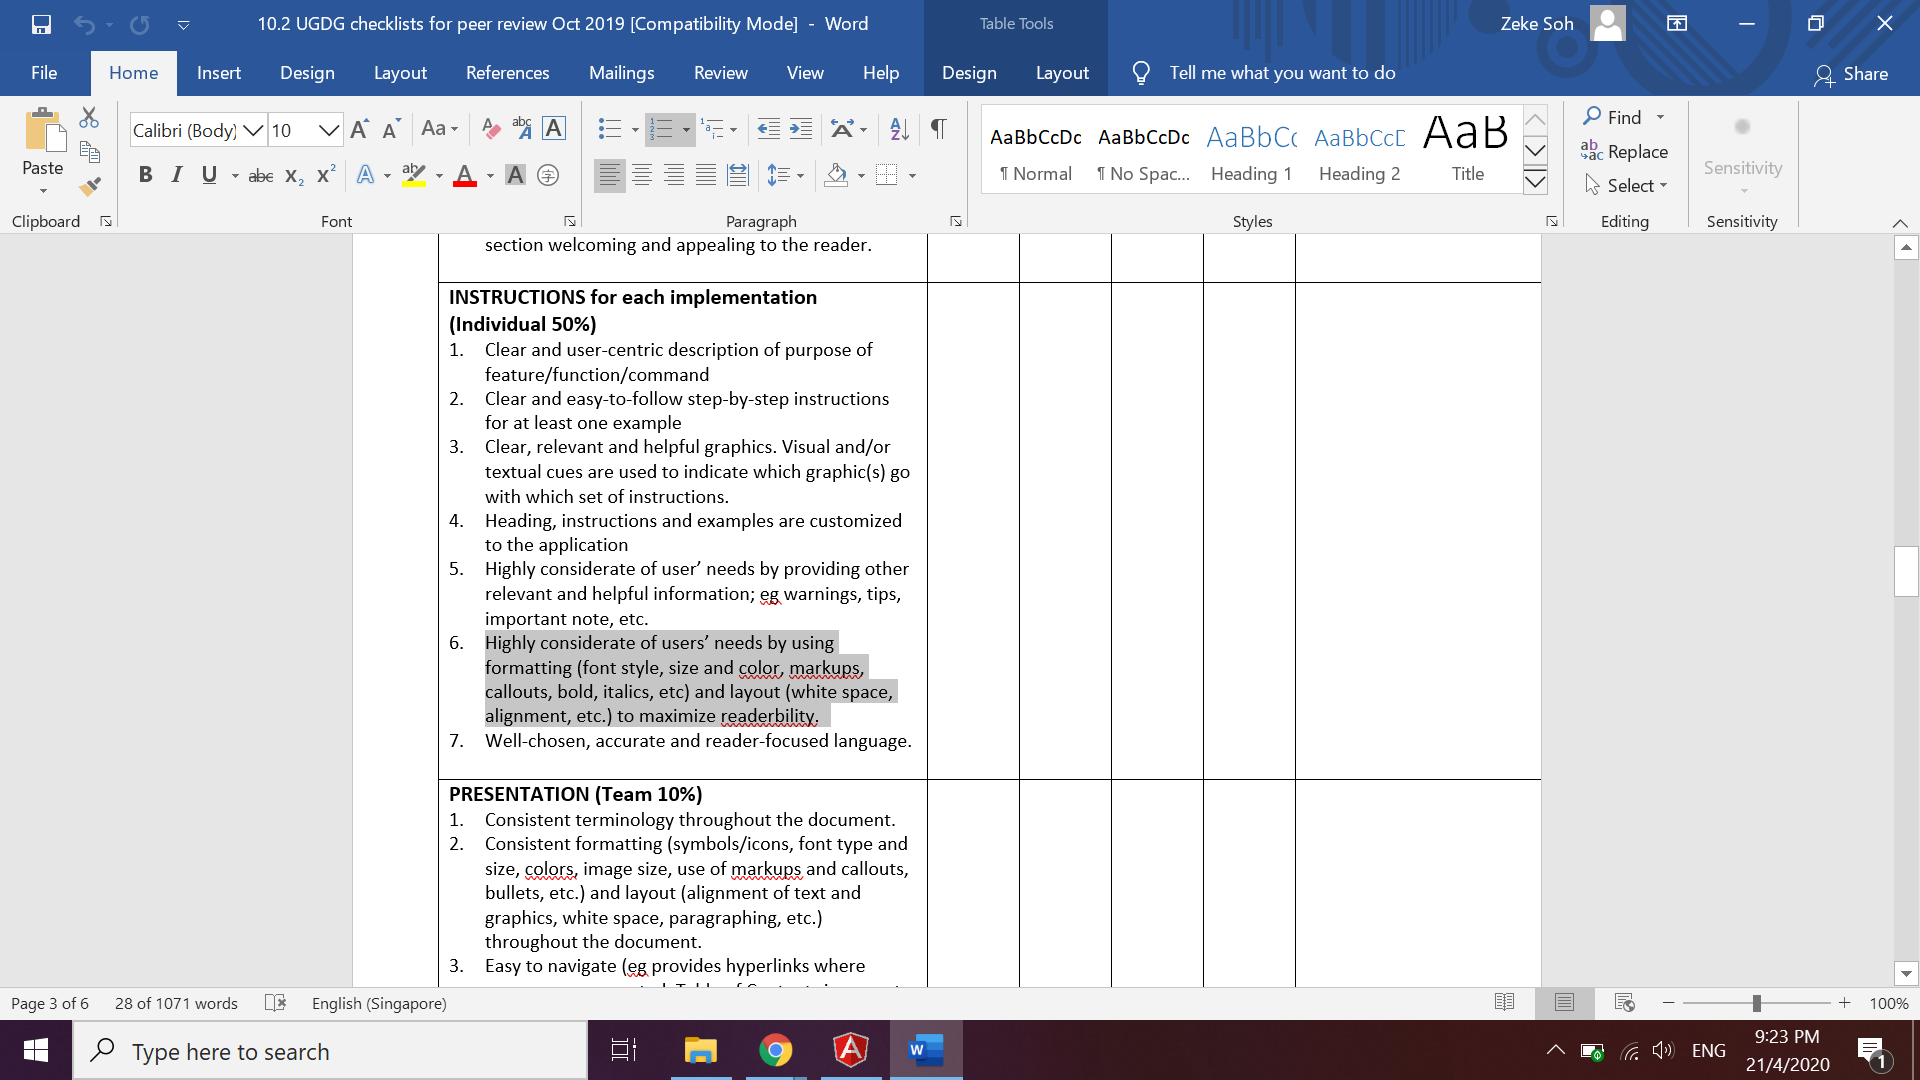 10.2 UGDG checklists for peer review Oct 2019 [Compatibility Mode] - Word
Table Tools
Zeke Soh
File Home Insert Design Layout References Mailings Review View Help Design Layout Tell me what you want to do Share
Paste
Clipboard
Calibri (Body) 10
Font
Paragraph
AaBbCcDc AaBbCcDc AaBbCc AaBbCcD AaB
¶ Normal ¶ No Spac... Heading 1 Heading 2 Title
Styles
Find
Replace
Select
Editing
Sensitivity
Sensitivity
section welcoming and appealing to the reader.
INSTRUCTIONS for each implementation
(Individual 50%)
1. Clear and user-centric description of purpose of
feature/function/command
2. Clear and easy-to-follow step-by-step instructions
for at least one example
3. Clear, relevant and helpful graphics. Visual and/or
textual cues are used to indicate which graphic(s) go
with which set of instructions.
4. Heading, instructions and examples are customized
to the application
5. Highly considerate of user’ needs by providing other
relevant and helpful information; eg warnings, tips,
important note, etc.
6. Highly considerate of users’ needs by using
formatting (font style, size and color, markups,
callouts, bold, italics, etc) and layout (white space,
alignment, etc.) to maximize readerbility.
7. Well-chosen, accurate and reader-focused language.
PRESENTATION (Team 10%)
1. Consistent terminology throughout the document.
2. Consistent formatting (symbols/icons, font type and
size, colors, image size, use of markups and callouts,
bullets, etc.) and layout (alignment of text and
graphics, white space, paragraphing, etc.)
throughout the document.
3. Easy to navigate (eg provides hyperlinks where
Page 3 of 6 28 of 1071 words English (Singapore) 100%
Type here to search
ENG
9:23 PM
21/4/2020
1